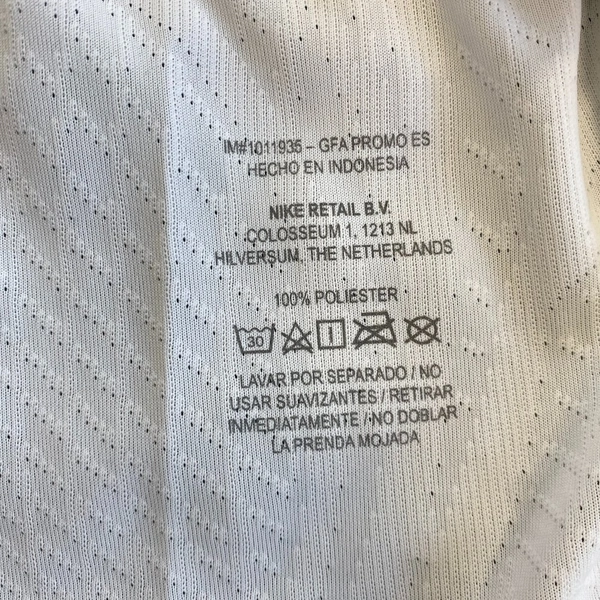 IM#1011935 – GFA PROMO ES
HECHO EN INDONESIA
NIKE RETAIL B.V.
COLOSSEUM 1, 1213 NL
HILVERSUM, THE NETHERLANDS
100% POLIESTER
30
LAVAR POR SEPARADO / NO
USAR SUAVIZANTES / RETIRAR
INMEDIATAMENTE / NO DOBLAR
LA PRENDA MOJADA